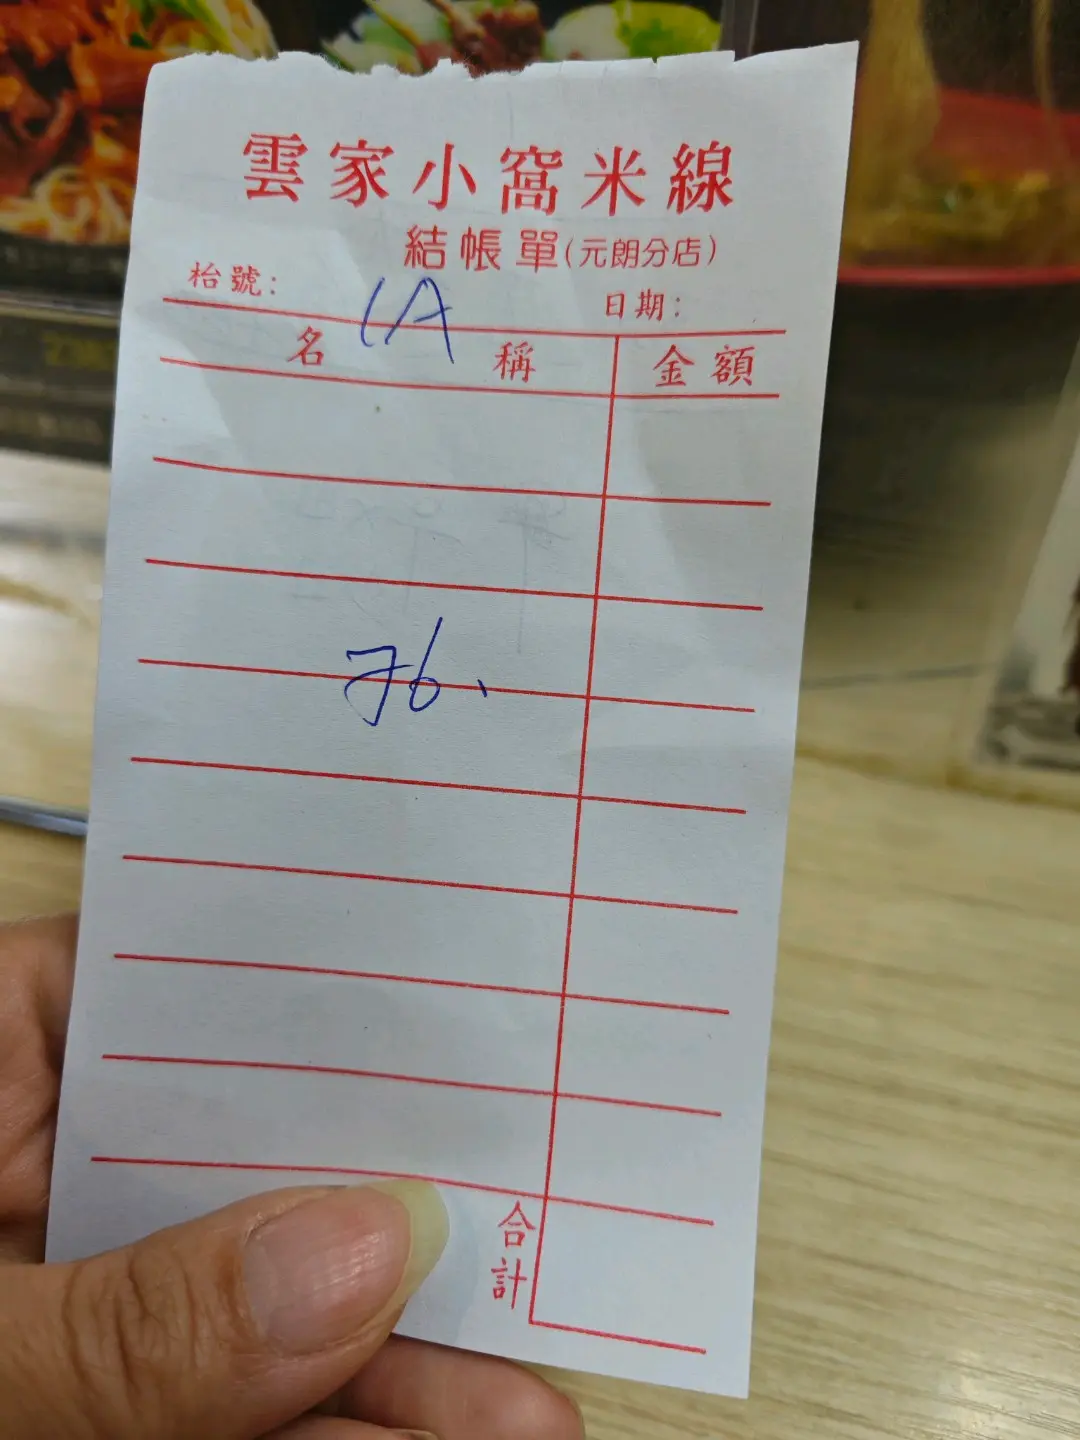 雲家小窩米線
結帳單(元朗分店)
枱號: 1A 日期:
名 稱 金額
76.
合計